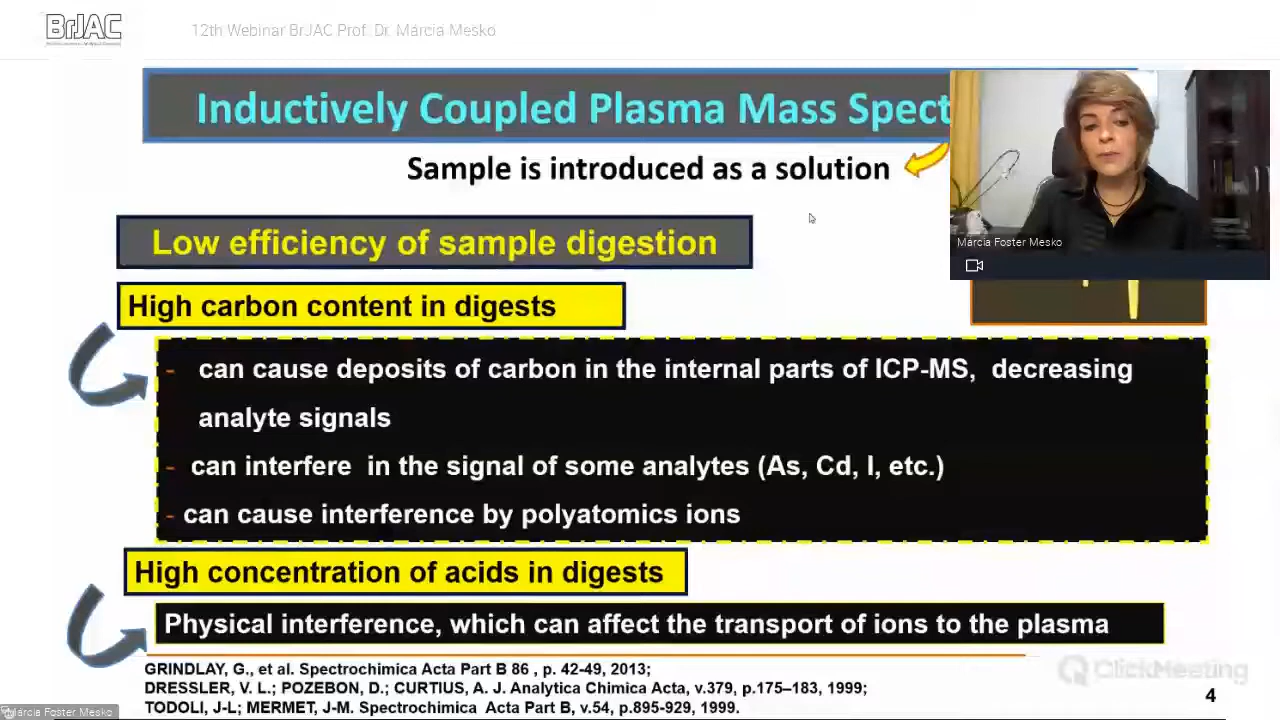 BrJAC
12th Webinar BrJAC Prof. Dr. Márcia Mesko
Inductively Coupled Plasma Mass Spect
Sample is introduced as a solution
Márcia Foster Mesko
Low efficiency of sample digestion
High carbon content in digests
- can cause deposits of carbon in the internal parts of ICP-MS, decreasing
analyte signals
- can interfere in the signal of some analytes (As, Cd, I, etc.)
- can cause interference by polyatomics ions
High concentration of acids in digests
Physical interference, which can affect the transport of ions to the plasma
GRINDLAY, G., et al. Spectrochimica Acta Part B 86 , p. 42-49, 2013;
DRESSLER, V. L.; POZEBON, D.; CURTIUS, A. J. Analytica Chimica Acta, v.379, p.175–183, 1999;
TODOLI, J-L; MERMET, J-M. Spectrochimica Acta Part B, v.54, p.895-929, 1999.
ClickMeeting
4
Márcia Foster Mesko